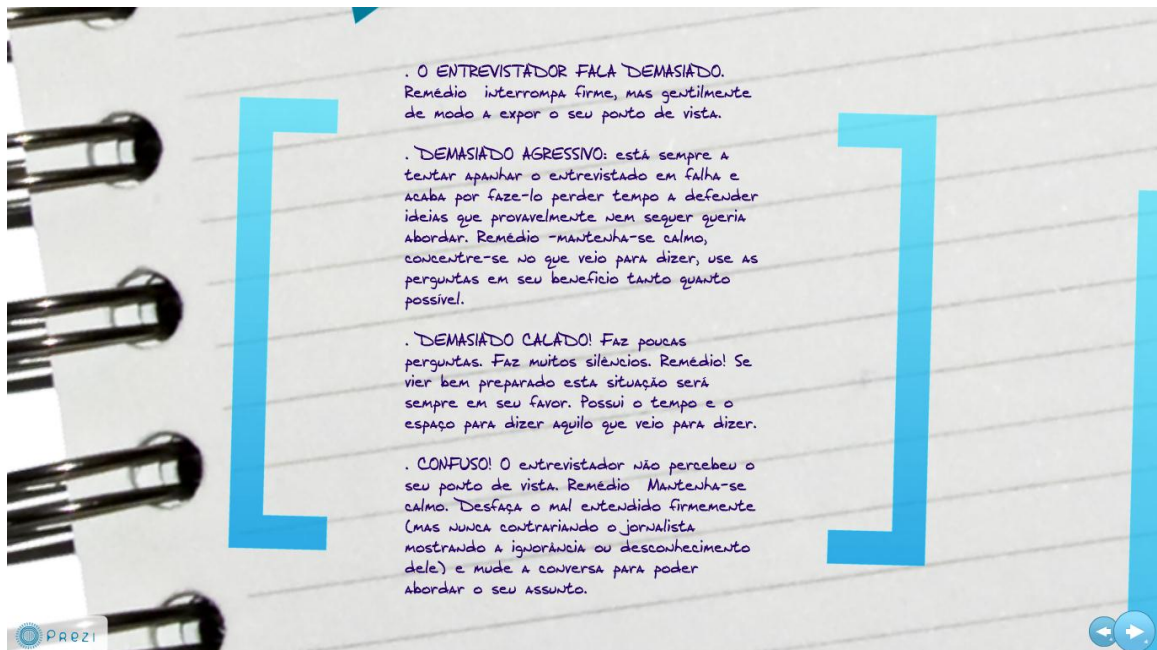 . O ENTREVISTADOR FALA DEMASIADO.
Remédio interrompa firme, mas gentilmente
de modo a expor o seu ponto de vista.
. DEMASIADO AGRESSIVO: está sempre a
tentar apanhar o entrevistado em falha e
acaba por faze-lo perder tempo a defender
ideias que provavelmente nem sequer queria
abordar. Remédio -mantenha-se calmo,
concentre-se no que veio para dizer, use as
perguntas em seu beneficio tanto quanto
possível.
. DEMASIADO CALADO! Faz poucas
perguntas. Faz muitos silêncios. Remédio! Se
vier bem preparado esta situação será
sempre em seu favor. Possui o tempo e o
espaço para dizer aquilo que veio para dizer.
. CONFUSO! O entrevistador não percebeu o
seu ponto de vista. Remédio Mantenha-se
calmo. Desfaça o mal entendido firmemente
(mas nunca contrariando o jornalista
mostrando a ignorância ou desconhecimento
dele) e mude a conversa para poder
abordar o seu assunto.
Prezi